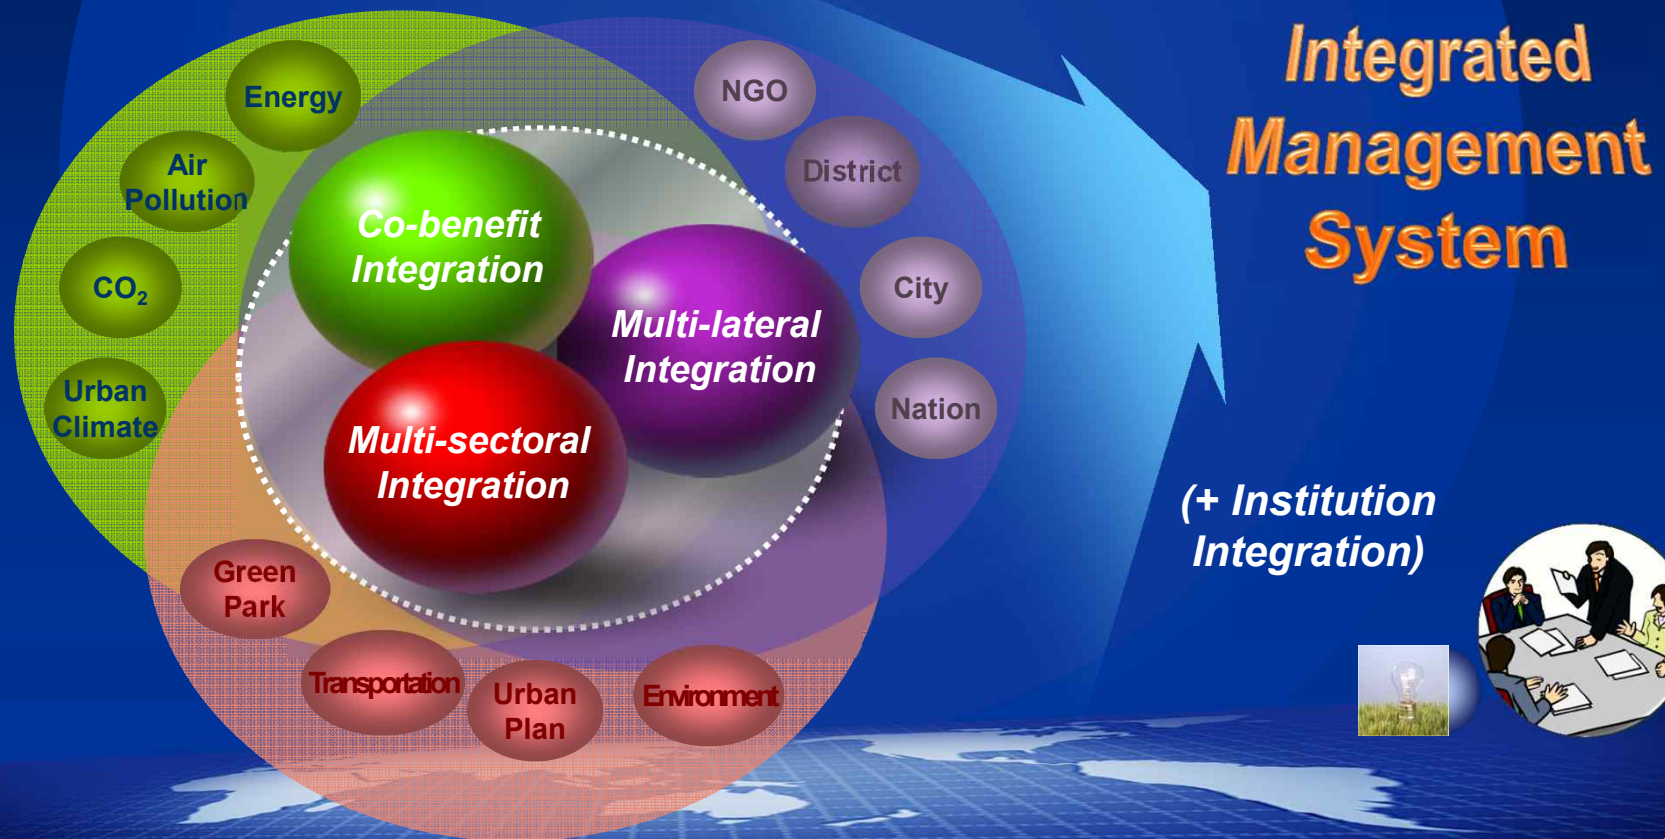 Integrated
Management
System
Energy
Air
Pollution
CO₂
Urban
Climate
NGO
District
City
Nation
Co-benefit
Integration
Multi-lateral
Integration
Multi-sectoral
Integration
Green
Park
Transportation
Urban
Plan
Environment
(+ Institution
Integration)